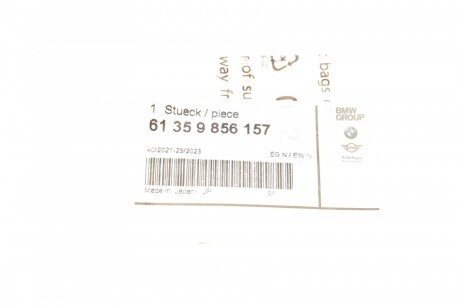 n of su
way fr
: bags
1 Stueck / piece
61 35 9 856 157
BMW
GROUP
40/2021-23/2023
EG N / EW N
Made in Japan JP
01